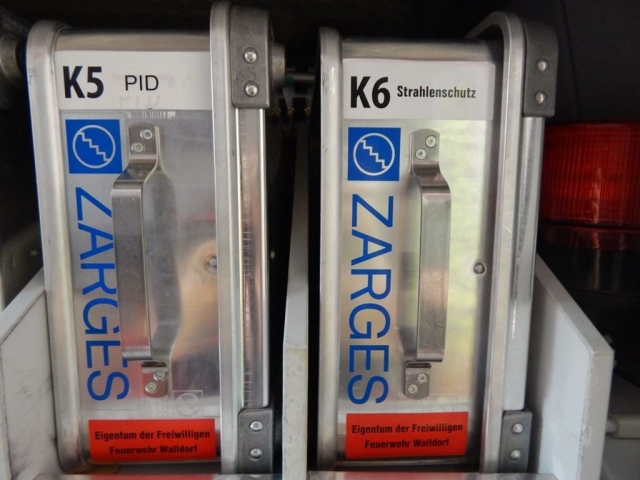 K5 PID
ZARGES
Eigentum der Freiwilligen
Feuerwehr Walldorf
K6 Strahlenschutz
ZARGES
Eigentum der Freiwilligen
Feuerwehr Walldorf